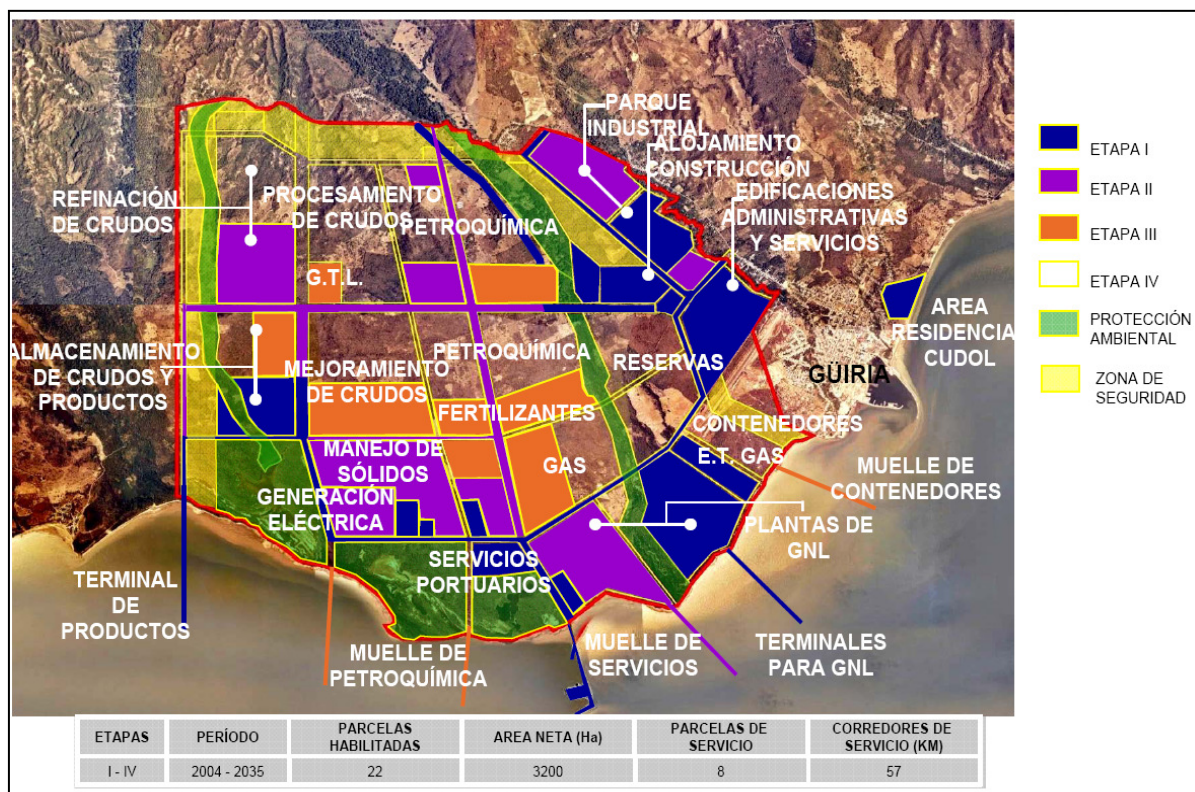 PARQUE
INDUSTRIAL
ALOJAMIENTO
CONSTRUCCIÓN
EDIFICACIONES
ADMINISTRATIVAS
Y SERVICIOS
REFINACIÓN
DE CRUDOS
PROCESAMIENTO
DE CRUDOS
PETROQUÍMICA
G.T.L.
AREA
RESIDENCIA
CUDOL
ALMACENAMIENTO
DE CRUDOS Y
PRODUCTOS
MEJORAMIENTO
DE CRUDOS
PETROQUÍMICA
RESERVAS
GÜIRIA
FERTILIZANTES
CONTENEDORES
MANEJO DE
SÓLIDOS
GAS
E.T. GAS
MUELLE DE
CONTENEDORES
GENERACIÓN
ELÉCTRICA
PLANTAS DE
GNL
SERVICIOS
PORTUARIOS
TERMINAL
DE
PRODUCTOS
MUELLE DE
PETROQUÍMICA
MUELLE DE
SERVICIOS
TERMINALES
PARA GNL
ETAPA I
ETAPA II
ETAPA III
ETAPA IV
PROTECCIÓN
AMBIENTAL
ZONA DE
SEGURIDAD
ETAPAS PERÍODO PARCELAS HABILITADAS AREA NETA (Ha) PARCELAS DE SERVICIO CORREDORES DE SERVICIO (KM)
I - IV 2004 - 2035 22 3200 8 57